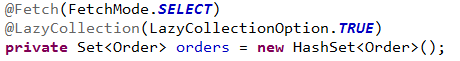 @Fetch(FetchMode.SELECT)
@LazyCollection(LazyCollectionOption.TRUE)
private Set<Order> orders = new HashSet<Order>();